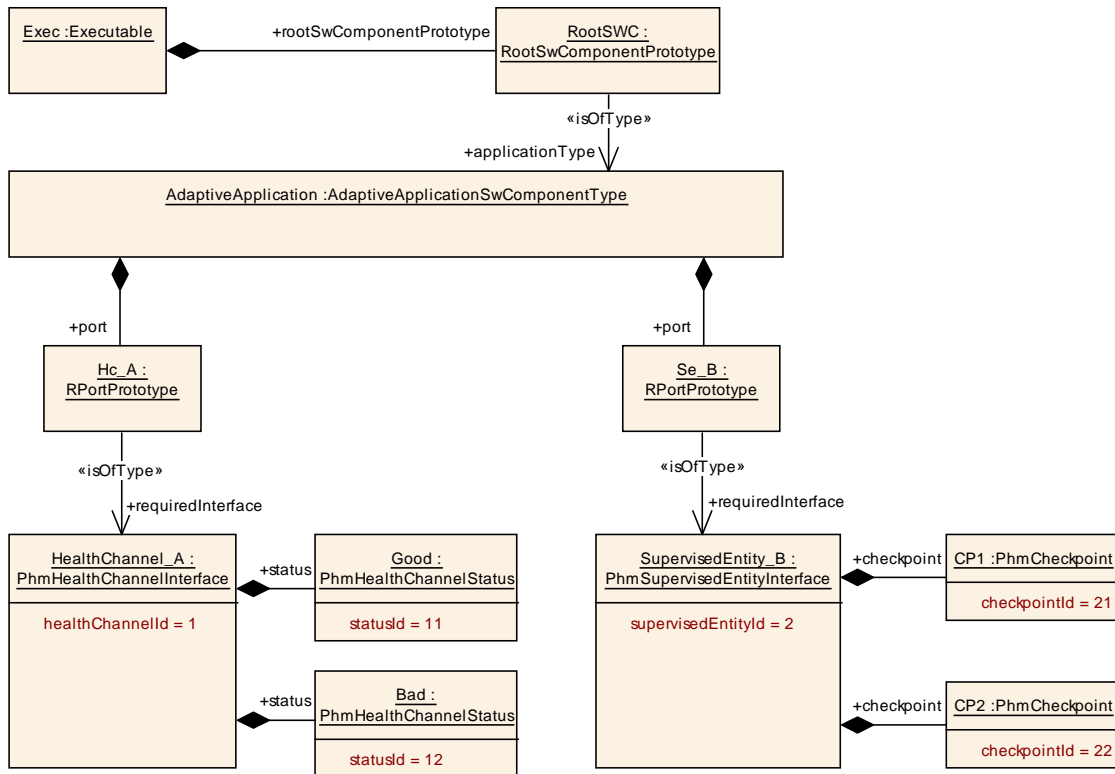 Exec :Executable
+rootSwComponentPrototype
RootSWC :
RootSwComponentPrototype
«isOfType»
+applicationType
AdaptiveApplication :AdaptiveApplicationSwComponentType
+port
+port
Hc_A :
RPortPrototype
Se_B :
RPortPrototype
«isOfType»
«isOfType»
+requiredInterface
+requiredInterface
HealthChannel_A :
PhmHealthChannelInterface
healthChannelId = 1
+status
Good :
PhmHealthChannelStatus
statusId = 11
+status
Bad :
PhmHealthChannelStatus
statusId = 12
SupervisedEntity_B :
PhmSupervisedEntityInterface
supervisedEntityId = 2
+checkpoint
CP1 :PhmCheckpoint
checkpointId = 21
+checkpoint
CP2 :PhmCheckpoint
checkpointId = 22